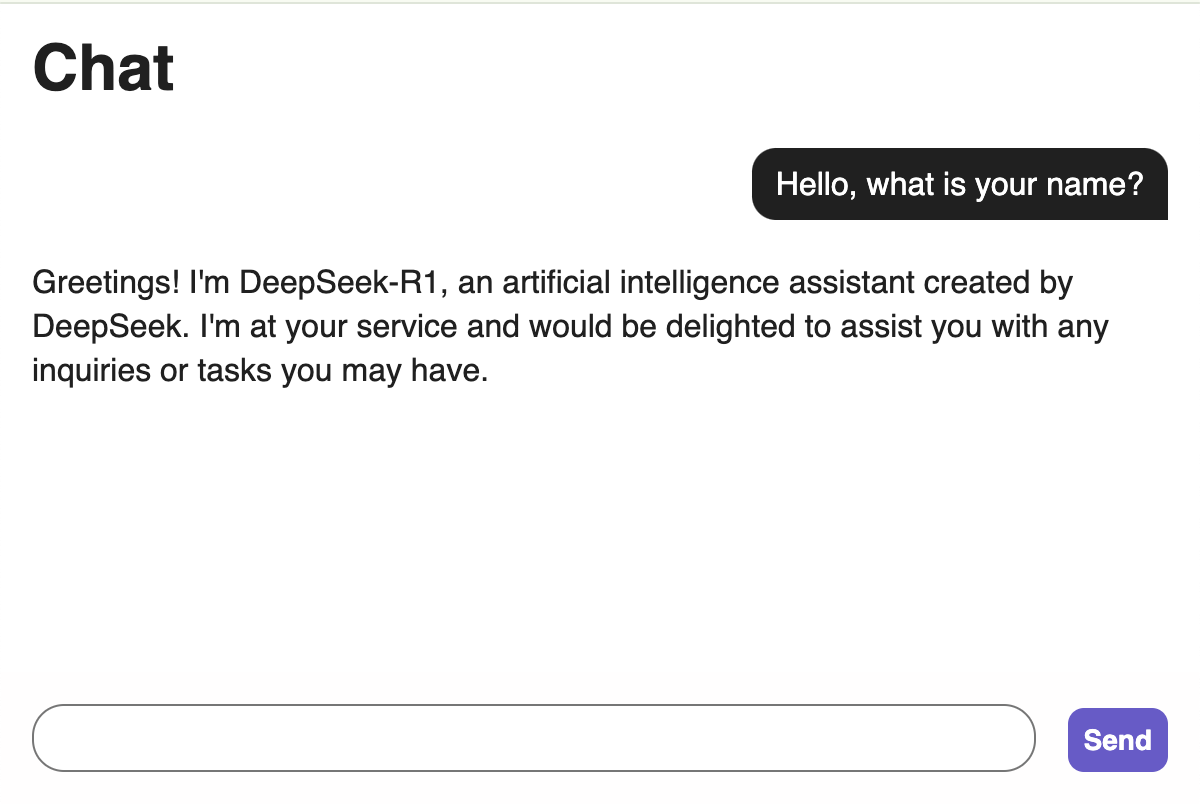 Chat
Hello, what is your name?
Greetings! I'm DeepSeek-R1, an artificial intelligence assistant created by
DeepSeek. I'm at your service and would be delighted to assist you with any
inquiries or tasks you may have.
Send